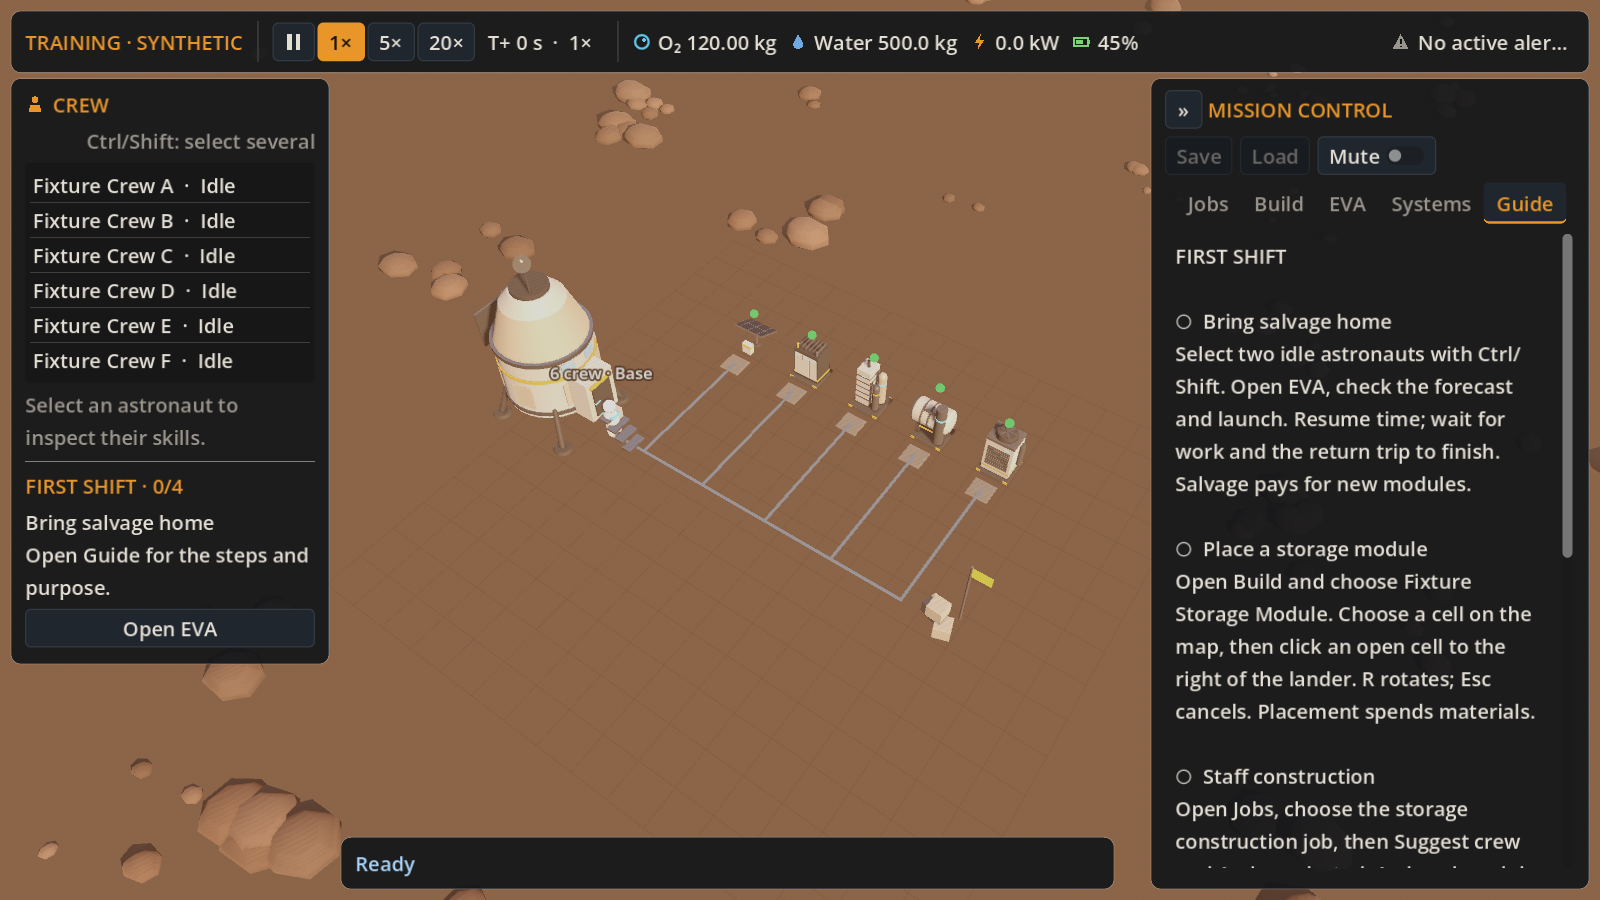 TRAINING · SYNTHETIC
1×
5×
20×
T+ 0 s · 1×
O₂ 120.00 kg
Water 500.0 kg
0.0 kW
45%
No active aler...
CREW
Ctrl/Shift: select several
Fixture Crew A · Idle
Fixture Crew B · Idle
Fixture Crew C · Idle
Fixture Crew D · Idle
Fixture Crew E · Idle
Fixture Crew F · Idle
Select an astronaut to
inspect their skills.
FIRST SHIFT · 0/4
Bring salvage home
Open Guide for the steps and
purpose.
Open EVA
6 crew · Base
Ready
» MISSION CONTROL
Save
Load
Mute
Jobs
Build
EVA
Systems
Guide
FIRST SHIFT
○ Bring salvage home
Select two idle astronauts with Ctrl/
Shift. Open EVA, check the forecast
and launch. Resume time; wait for
work and the return trip to finish.
Salvage pays for new modules.
○ Place a storage module
Open Build and choose Fixture
Storage Module. Choose a cell on the
map, then click an open cell to the
right of the lander. R rotates; Esc
cancels. Placement spends materials.
○ Staff construction
Open Jobs, choose the storage
construction job, then Suggest crew